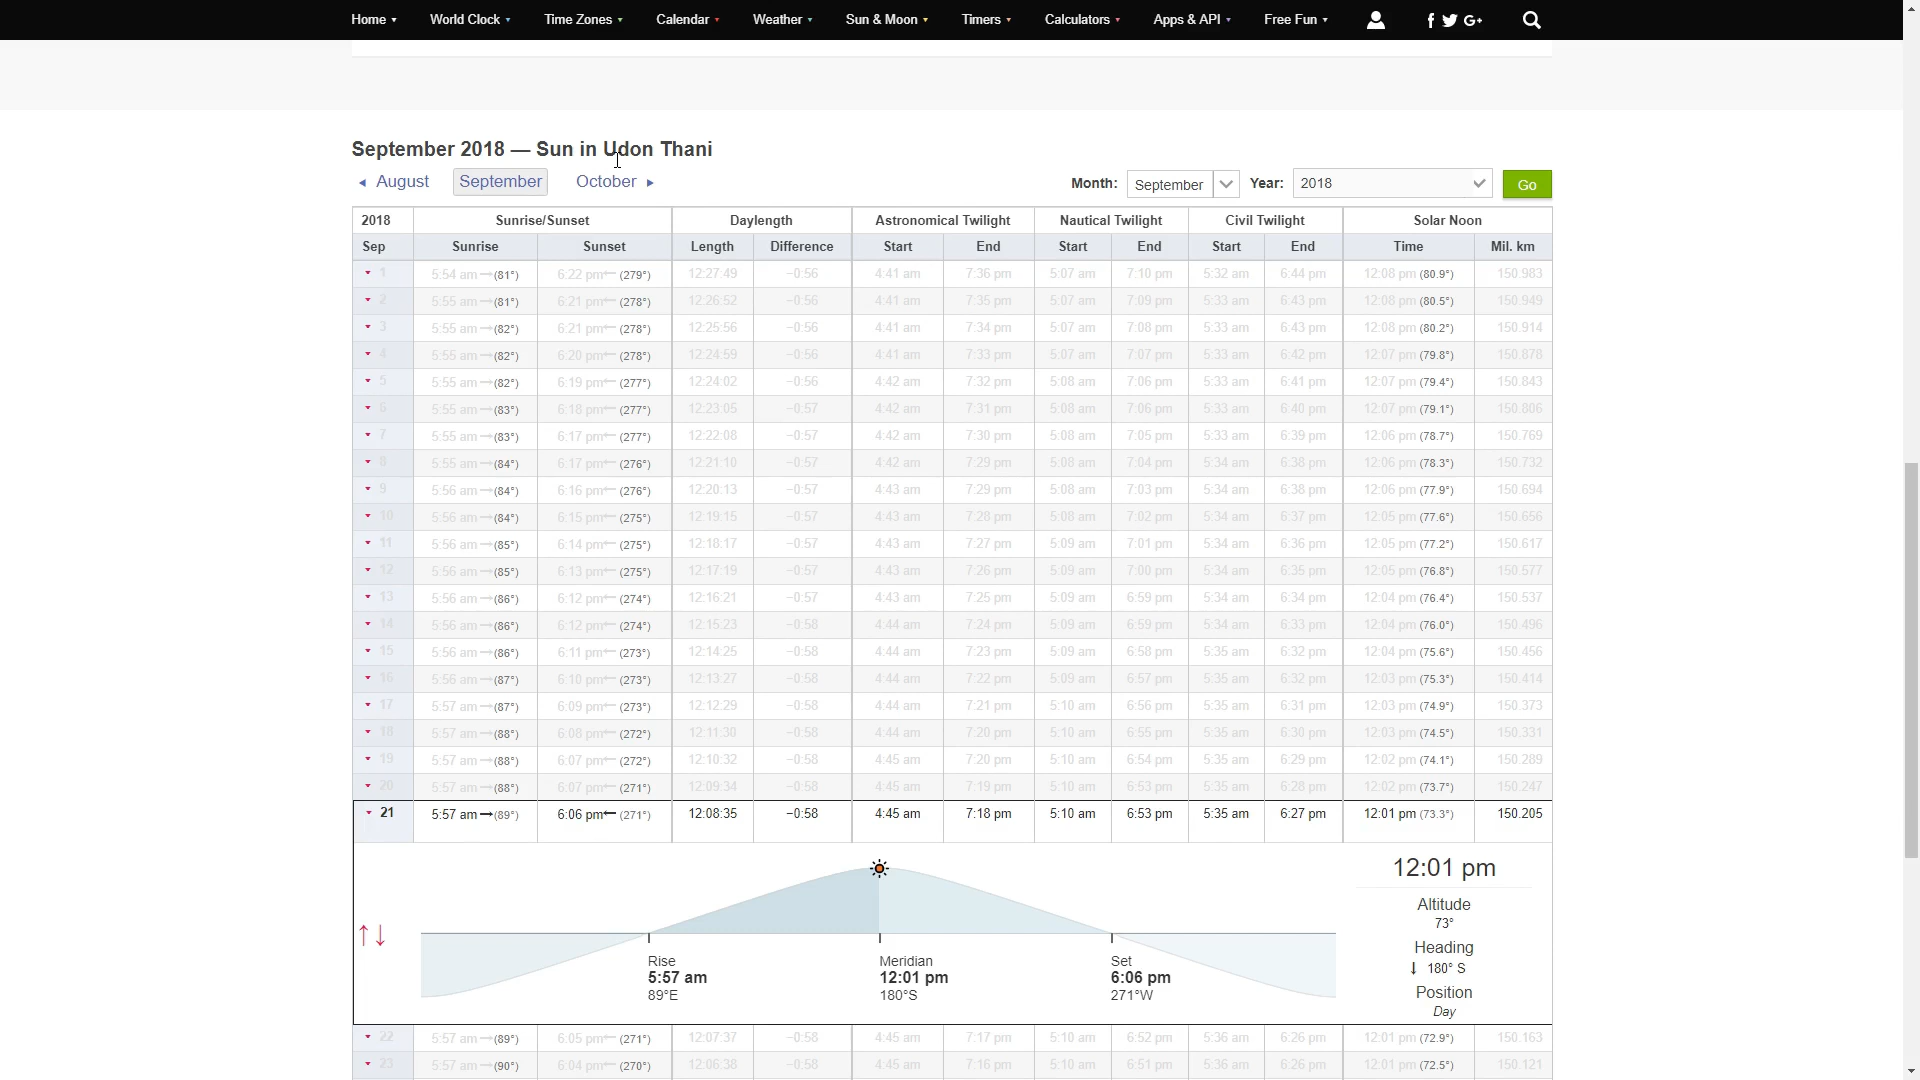 Home World Clock Time Zones Calendar Weather Sun & Moon Timers Calculators Apps & API Free Fun
September 2018 — Sun in Udon Thani
◂ August September October ▸ Month: September Year: 2018 Go
2018 Sunrise/Sunset Daylength Astronomical Twilight Nautical Twilight Civil Twilight Solar Noon
Sep Sunrise Sunset Length Difference Start End Start End Start End Time Mil. km
1 5:54 am → (81°) 6:22 pm ← (279°) 12:27:49 −0:56 4:41 am 7:36 pm 5:07 am 7:10 pm 5:32 am 6:44 pm 12:08 pm (80.9°) 150.983
2 5:55 am → (81°) 6:21 pm ← (278°) 12:26:52 −0:56 4:41 am 7:35 pm 5:07 am 7:09 pm 5:33 am 6:43 pm 12:08 pm (80.5°) 150.949
3 5:55 am → (82°) 6:21 pm ← (278°) 12:25:56 −0:56 4:41 am 7:34 pm 5:07 am 7:08 pm 5:33 am 6:43 pm 12:08 pm (80.2°) 150.914
4 5:55 am → (82°) 6:20 pm ← (278°) 12:24:59 −0:56 4:41 am 7:33 pm 5:07 am 7:07 pm 5:33 am 6:42 pm 12:07 pm (79.8°) 150.878
5 5:55 am → (82°) 6:19 pm ← (277°) 12:24:02 −0:56 4:42 am 7:32 pm 5:08 am 7:06 pm 5:33 am 6:41 pm 12:07 pm (79.4°) 150.843
6 5:55 am → (83°) 6:18 pm ← (277°) 12:23:05 −0:57 4:42 am 7:31 pm 5:08 am 7:06 pm 5:33 am 6:40 pm 12:07 pm (79.1°) 150.806
7 5:55 am → (83°) 6:17 pm ← (277°) 12:22:08 −0:57 4:42 am 7:30 pm 5:08 am 7:05 pm 5:33 am 6:39 pm 12:06 pm (78.7°) 150.769
8 5:55 am → (84°) 6:17 pm ← (276°) 12:21:10 −0:57 4:42 am 7:29 pm 5:08 am 7:04 pm 5:34 am 6:38 pm 12:06 pm (78.3°) 150.732
9 5:56 am → (84°) 6:16 pm ← (276°) 12:20:13 −0:57 4:43 am 7:29 pm 5:08 am 7:03 pm 5:34 am 6:38 pm 12:06 pm (77.9°) 150.694
10 5:56 am → (84°) 6:15 pm ← (275°) 12:19:15 −0:57 4:43 am 7:28 pm 5:08 am 7:02 pm 5:34 am 6:37 pm 12:05 pm (77.6°) 150.656
11 5:56 am → (85°) 6:14 pm ← (275°) 12:18:17 −0:57 4:43 am 7:27 pm 5:09 am 7:01 pm 5:34 am 6:36 pm 12:05 pm (77.2°) 150.617
12 5:56 am → (85°) 6:13 pm ← (275°) 12:17:19 −0:57 4:43 am 7:26 pm 5:09 am 7:00 pm 5:34 am 6:35 pm 12:05 pm (76.8°) 150.577
13 5:56 am → (86°) 6:12 pm ← (274°) 12:16:21 −0:57 4:43 am 7:25 pm 5:09 am 6:59 pm 5:34 am 6:34 pm 12:04 pm (76.4°) 150.537
14 5:56 am → (86°) 6:12 pm ← (274°) 12:15:23 −0:58 4:44 am 7:24 pm 5:09 am 6:59 pm 5:34 am 6:33 pm 12:04 pm (76.0°) 150.496
15 5:56 am → (86°) 6:11 pm ← (273°) 12:14:25 −0:58 4:44 am 7:23 pm 5:09 am 6:58 pm 5:35 am 6:32 pm 12:04 pm (75.6°) 150.456
16 5:56 am → (87°) 6:10 pm ← (273°) 12:13:27 −0:58 4:44 am 7:22 pm 5:09 am 6:57 pm 5:35 am 6:32 pm 12:03 pm (75.3°) 150.414
17 5:57 am → (87°) 6:09 pm ← (273°) 12:12:29 −0:58 4:44 am 7:21 pm 5:10 am 6:56 pm 5:35 am 6:31 pm 12:03 pm (74.9°) 150.373
18 5:57 am → (88°) 6:08 pm ← (272°) 12:11:30 −0:58 4:44 am 7:20 pm 5:10 am 6:55 pm 5:35 am 6:30 pm 12:03 pm (74.5°) 150.331
19 5:57 am → (88°) 6:07 pm ← (272°) 12:10:32 −0:58 4:45 am 7:20 pm 5:10 am 6:54 pm 5:35 am 6:29 pm 12:02 pm (74.1°) 150.289
20 5:57 am → (88°) 6:07 pm ← (271°) 12:09:34 −0:58 4:45 am 7:19 pm 5:10 am 6:53 pm 5:35 am 6:28 pm 12:02 pm (73.7°) 150.247
21 5:57 am → (89°) 6:06 pm ← (271°) 12:08:35 −0:58 4:45 am 7:18 pm 5:10 am 6:53 pm 5:35 am 6:27 pm 12:01 pm (73.3°) 150.205
12:01 pm
Altitude
73°
Heading
↓ 180° S
Position
Day
Rise Meridian Set
5:57 am 12:01 pm 6:06 pm
89°E 180°S 271°W
22 5:57 am → (89°) 6:05 pm ← (271°) 12:07:37 −0:58 4:45 am 7:17 pm 5:10 am 6:52 pm 5:36 am 6:26 pm 12:01 pm (72.9°) 150.163
23 5:57 am → (90°) 6:04 pm ← (270°) 12:06:38 −0:58 4:45 am 7:16 pm 5:10 am 6:51 pm 5:36 am 6:26 pm 12:01 pm (72.5°) 150.121